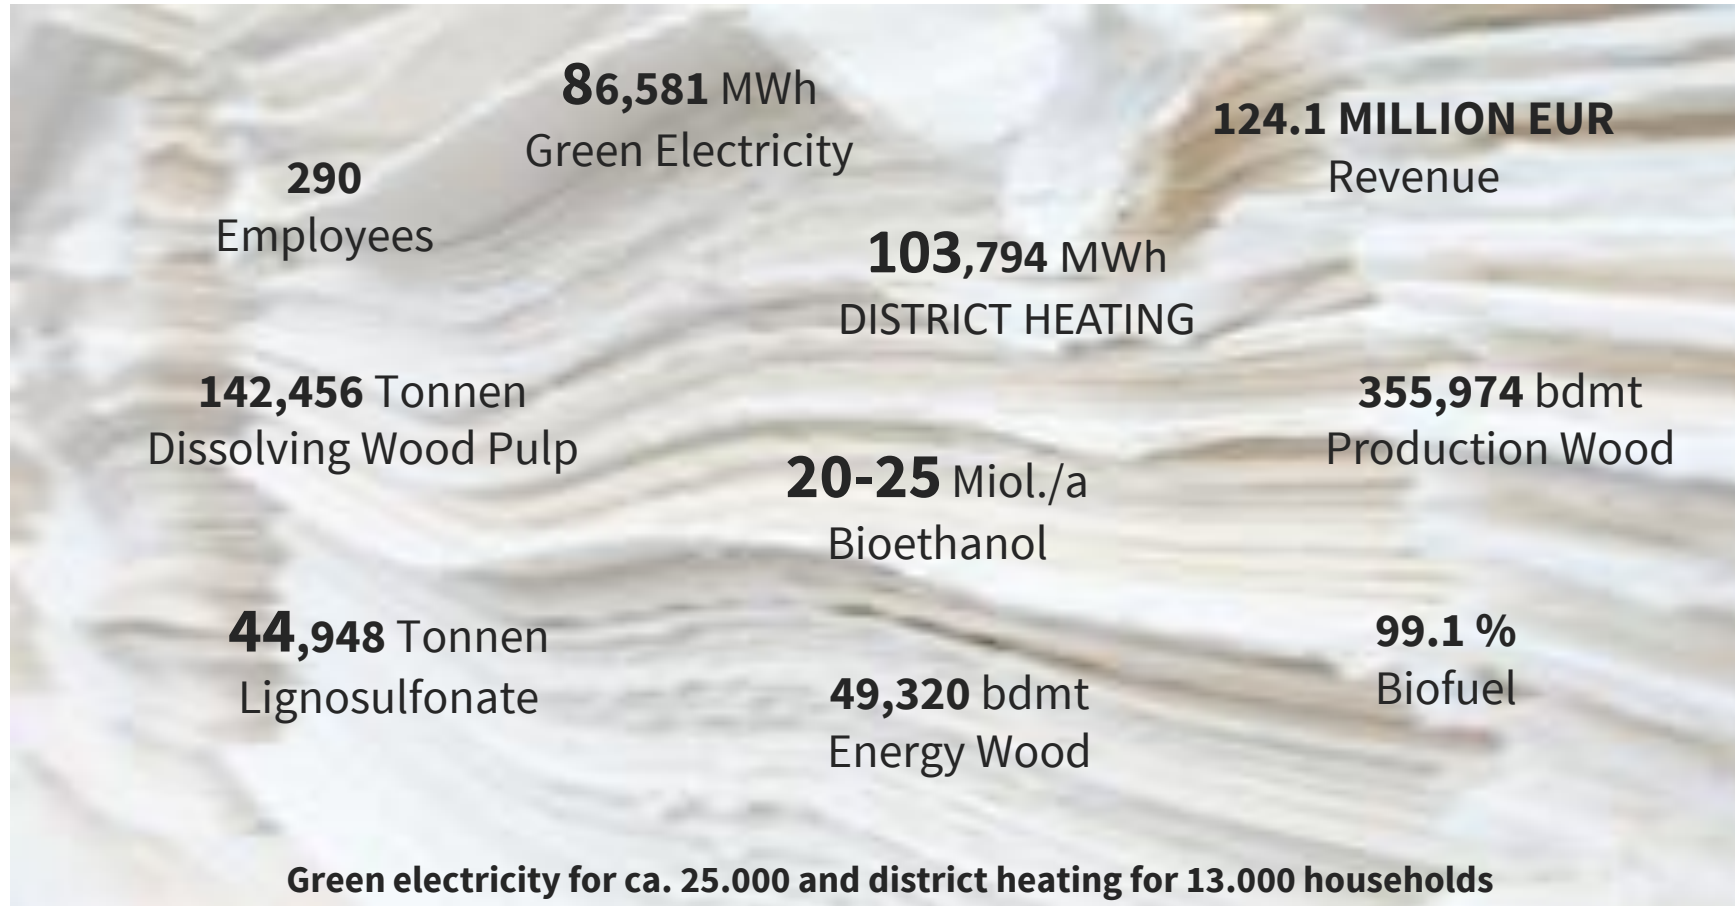 86,581 MWh
Green Electricity
124.1 MILLION EUR
Revenue
290
Employees
103,794 MWh
DISTRICT HEATING
142,456 Tonnen
Dissolving Wood Pulp
355,974 bdmt
Production Wood
20-25 Miol./a
Bioethanol
44,948 Tonnen
Lignosulfonate
99.1 %
Biofuel
49,320 bdmt
Energy Wood
Green electricity for ca. 25.000 and district heating for 13.000 households